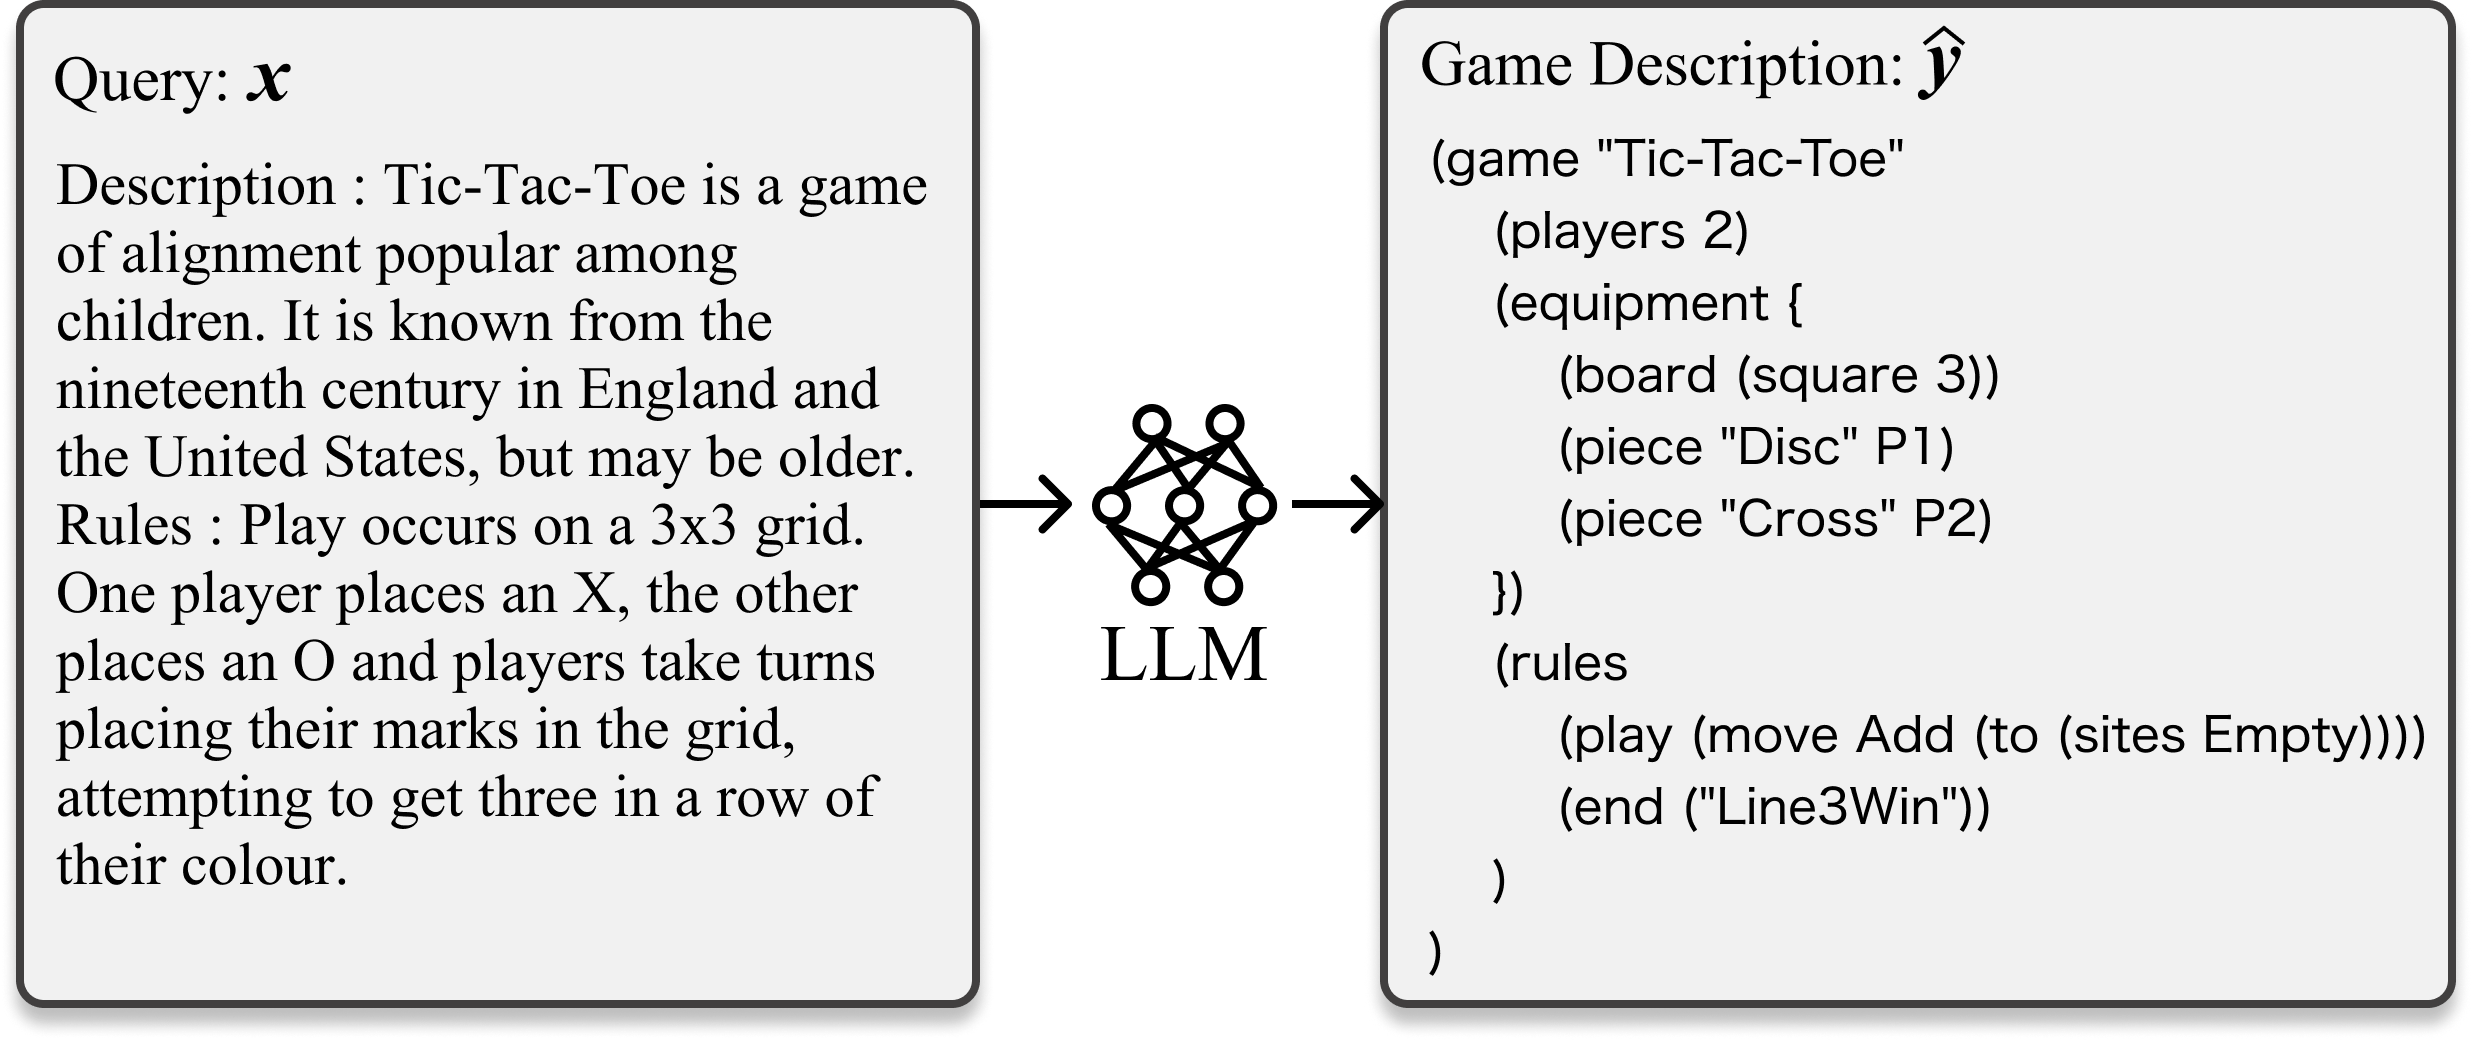 Query: x
Description : Tic-Tac-Toe is a game
of alignment popular among
children. It is known from the
nineteenth century in England and
the United States, but may be older.
Rules : Play occurs on a 3x3 grid.
One player places an X, the other
places an O and players take turns
placing their marks in the grid,
attempting to get three in a row of
their colour.
LLM
Game Description: ŷ
(game "Tic-Tac-Toe"
(players 2)
(equipment {
(board (square 3))
(piece "Disc" P1)
(piece "Cross" P2)
})
(rules
(play (move Add (to (sites Empty))))
(end ("Line3Win"))
)
)